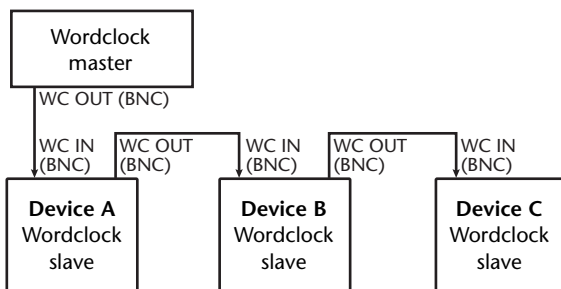 Wordclock
master
WC OUT (BNC)
WC IN
(BNC)
WC OUT
(BNC)
WC IN
(BNC)
WC OUT
(BNC)
WC IN
(BNC)
Device A
Wordclock
slave
Device B
Wordclock
slave
Device C
Wordclock
slave